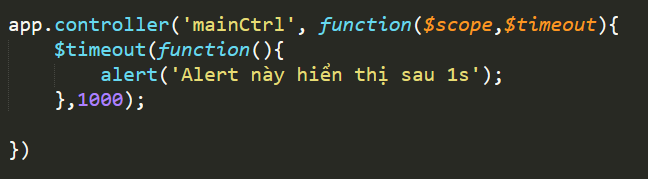 app.controller('mainCtrl', function($scope,$timeout){
    $timeout(function(){
        alert('Alert này hiển thị sau 1s');
    },1000);
})